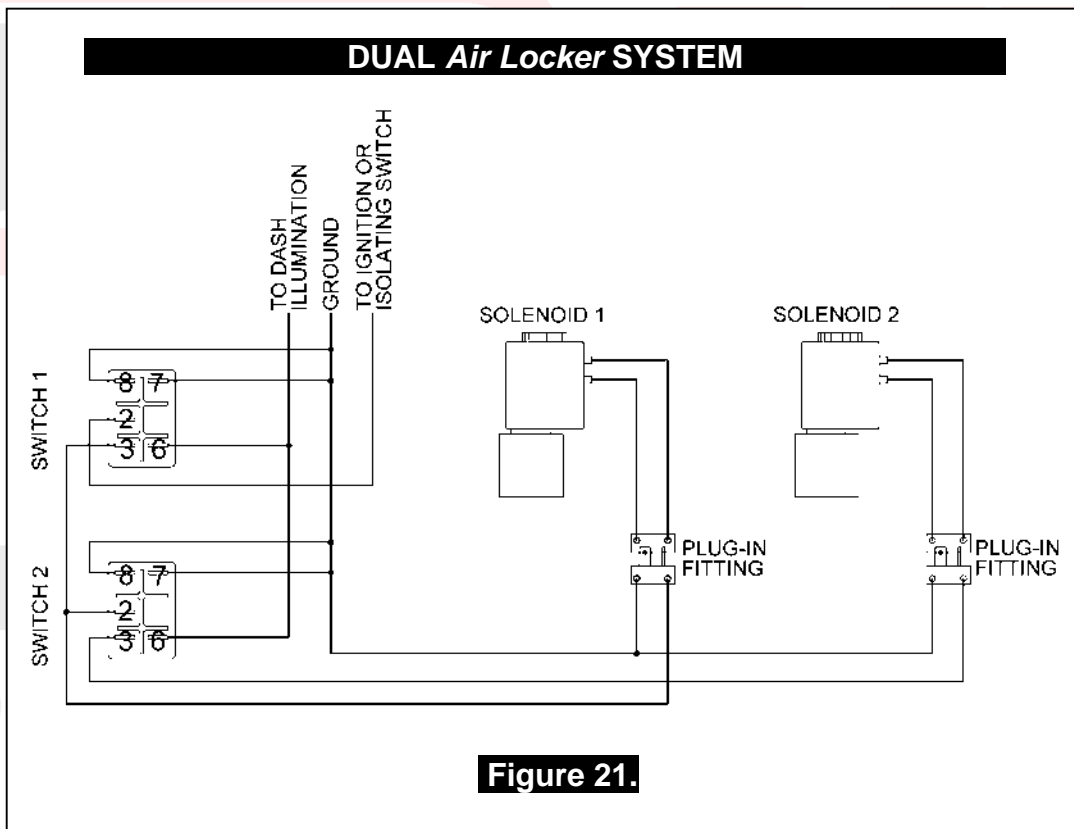 DUAL Air Locker SYSTEM
TO DASH
ILLUMINATION
GROUND
TO IGNITION OR
ISOLATING SWITCH
SOLENOID 1
SOLENOID 2
SWITCH 1
8 7
2
3 6
PLUG-IN
FITTING
PLUG-IN
FITTING
SWITCH 2
8 7
2
3 6
Figure 21.